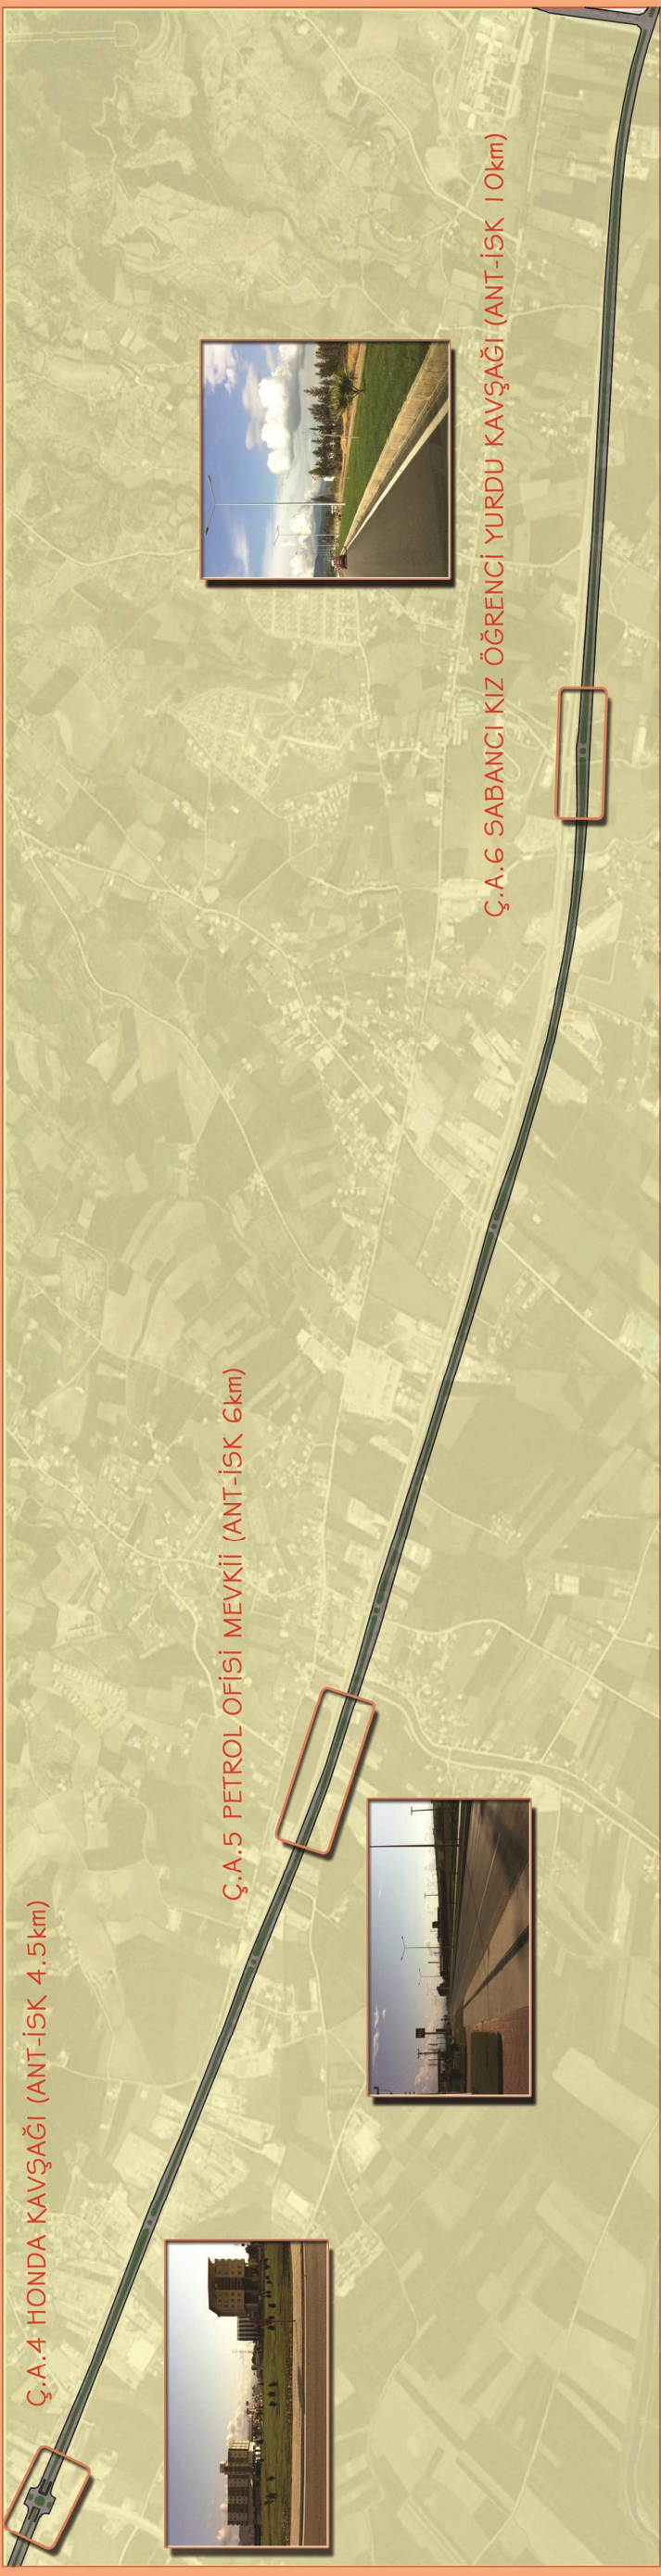 Ç.A.4 HONDA KAVŞAĞI (ANT-İSK 4.5km)
Ç.A.5 PETROL OFİSİ MEVKİİ (ANT-İSK 6km)
Ç.A.6 SABANCI KIZ ÖĞRENCİ YURDU KAVŞAĞI (ANT-İSK 10km)